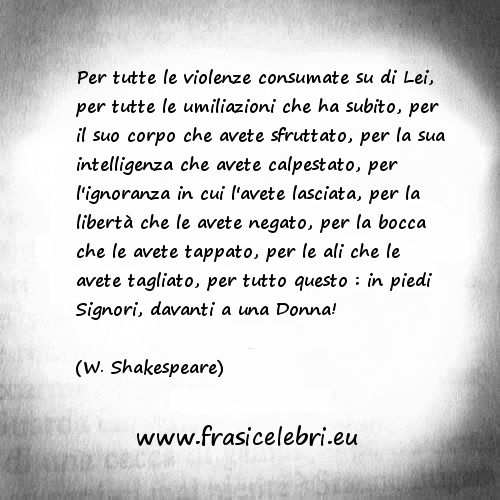 Per tutte le violenze consumate su di Lei,
per tutte le umiliazioni che ha subito, per
il suo corpo che avete sfruttato, per la sua
intelligenza che avete calpestato, per
l'ignoranza in cui l'avete lasciata, per la
libertà che le avete negato, per la bocca
che le avete tappato, per le ali che le
avete tagliato, per tutto questo : in piedi
Signori, davanti a una Donna!
(W. Shakespeare)
www.frasicelebri.eu